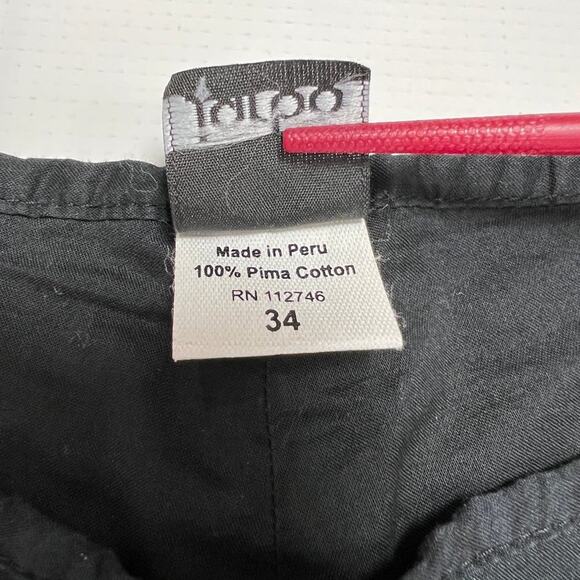 Made in Peru
100% Pima Cotton
RN 112746
34